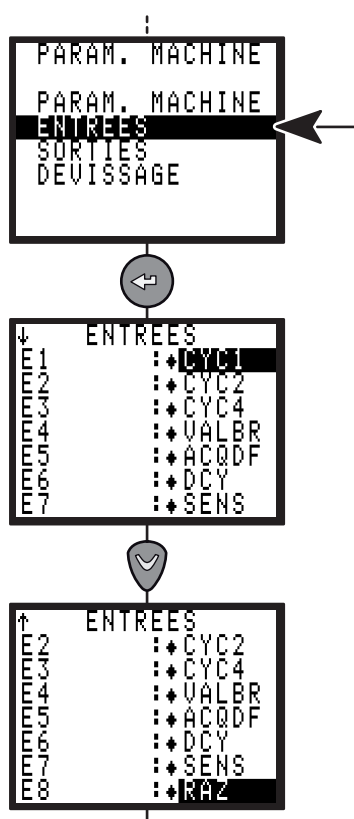 PARAM. MACHINE
PARAM. MACHINE
ENTREES
SORTIES
DEVISSAGE
↓ ENTREES
E1 :♦CYC1
E2 :♦CYC2
E3 :♦CYC4
E4 :♦VALBR
E5 :♦ACQDF
E6 :♦DCY
E7 :♦SENS
↑ ENTREES
E2 :♦CYC2
E3 :♦CYC4
E4 :♦VALBR
E5 :♦ACQDF
E6 :♦DCY
E7 :♦SENS
E8 :♦RAZ